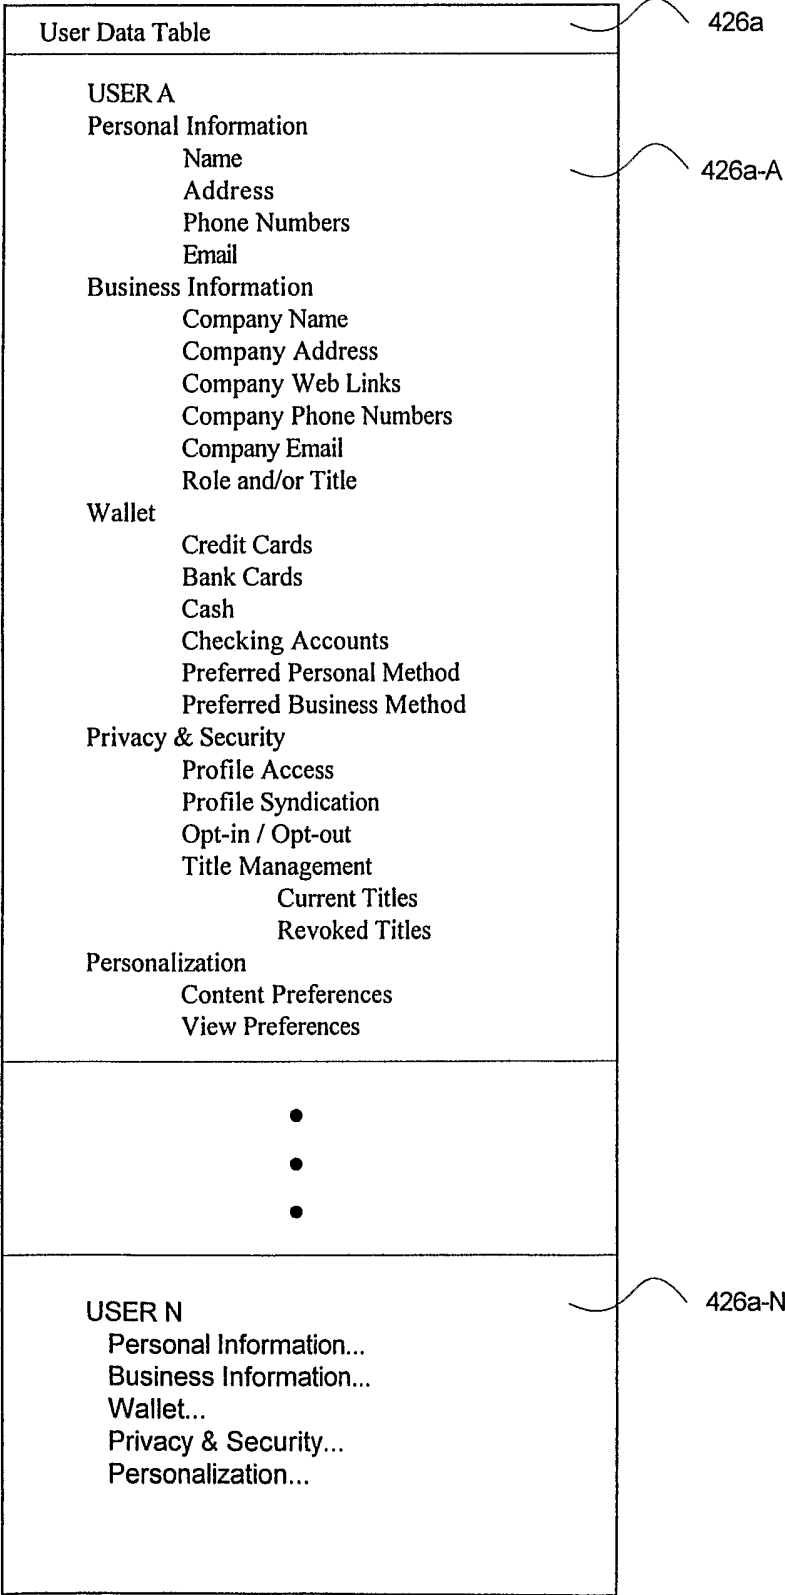 User Data Table
426a
USER A
Personal Information
Name
426a-A
Address
Phone Numbers
Email
Business Information
Company Name
Company Address
Company Web Links
Company Phone Numbers
Company Email
Role and/or Title
Wallet
Credit Cards
Bank Cards
Cash
Checking Accounts
Preferred Personal Method
Preferred Business Method
Privacy & Security
Profile Access
Profile Syndication
Opt-in / Opt-out
Title Management
Current Titles
Revoked Titles
Personalization
Content Preferences
View Preferences
USER N
426a-N
Personal Information...
Business Information...
Wallet...
Privacy & Security...
Personalization...